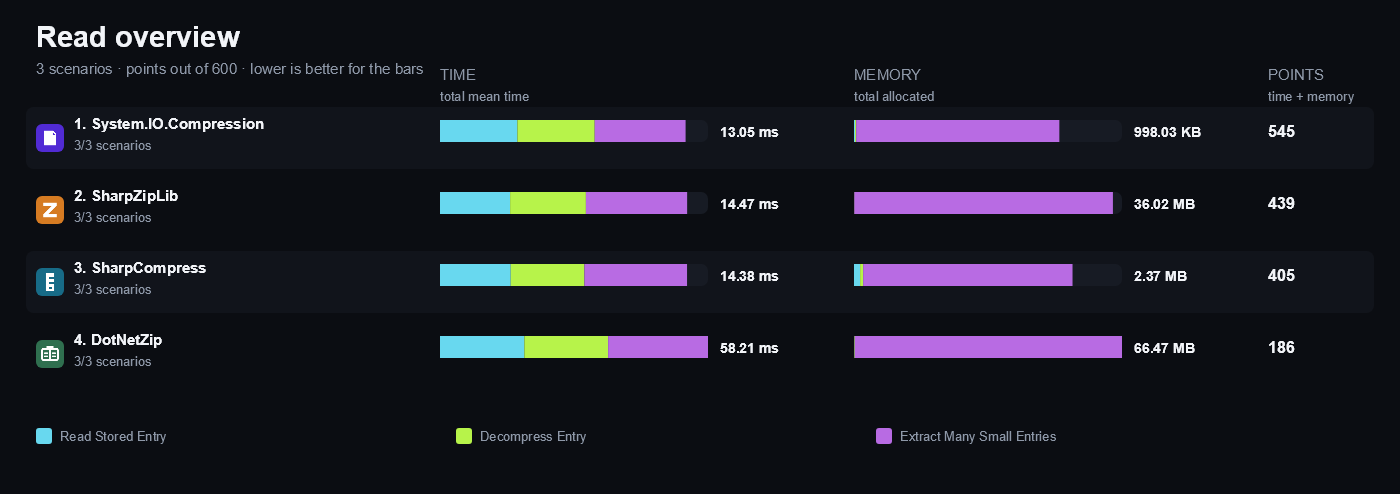 Read overview
3 scenarios · points out of 600 · lower is better for the bars
TIME
total mean time
MEMORY
total allocated
POINTS
time + memory
1. System.IO.Compression
3/3 scenarios
13.05 ms
998.03 KB
545
2. SharpZipLib
3/3 scenarios
14.47 ms
36.02 MB
439
3. SharpCompress
3/3 scenarios
14.38 ms
2.37 MB
405
4. DotNetZip
3/3 scenarios
58.21 ms
66.47 MB
186
Read Stored Entry
Decompress Entry
Extract Many Small Entries